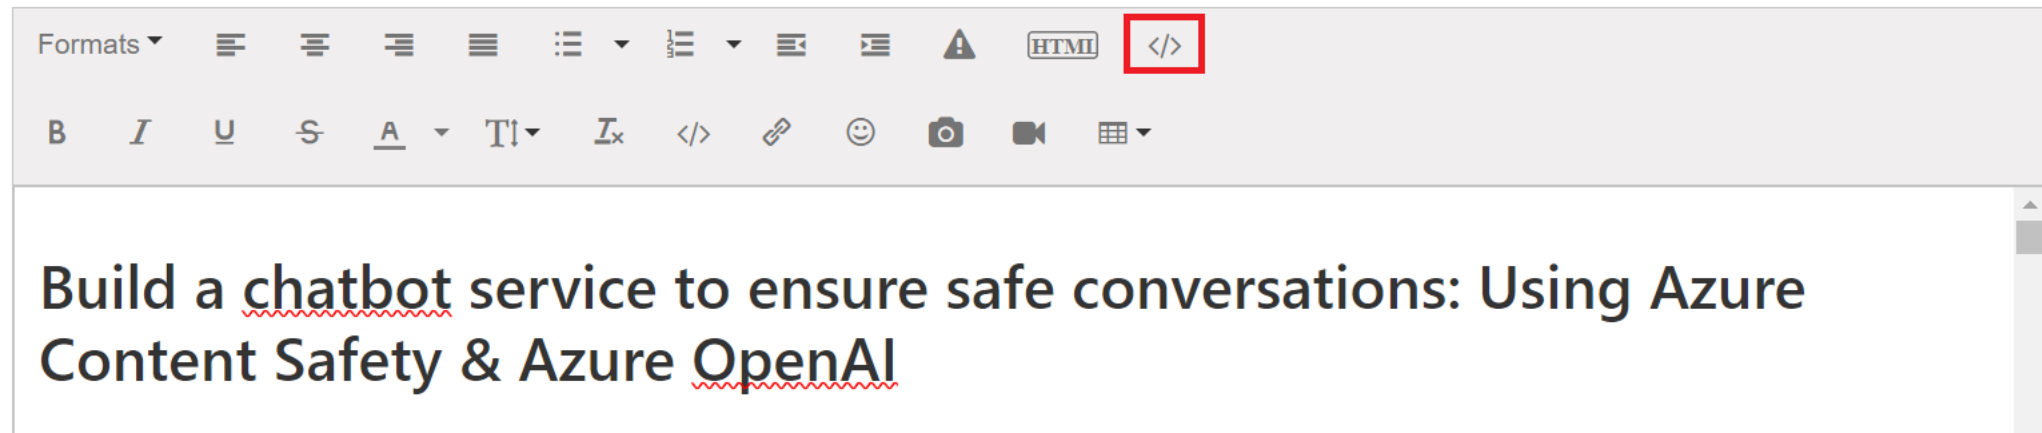 Formats
HTML </>
B I U S A T </>
Build a chatbot service to ensure safe conversations: Using Azure
Content Safety & Azure OpenAI